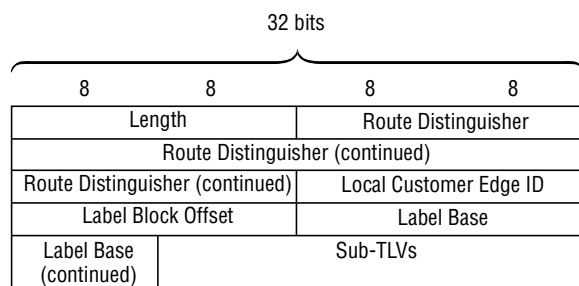 32 bits
8 8 8 8
Length Route Distinguisher
Route Distinguisher (continued)
Route Distinguisher (continued) Local Customer Edge ID
Label Block Offset Label Base
Label Base Sub-TLVs
(continued)